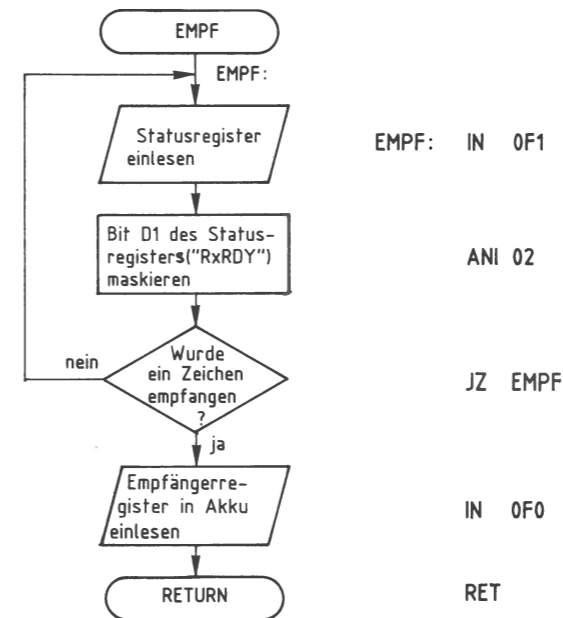 EMPF
EMPF:
Statusregister
einlesen
EMPF: IN 0F1
Bit D1 des Status-
registers("RxRDY")
maskieren
ANI 02
nein
Wurde
ein Zeichen
empfangen
?
JZ EMPF
ja
Empfängerre-
gister in Akku
einlesen
IN 0F0
RETURN
RET